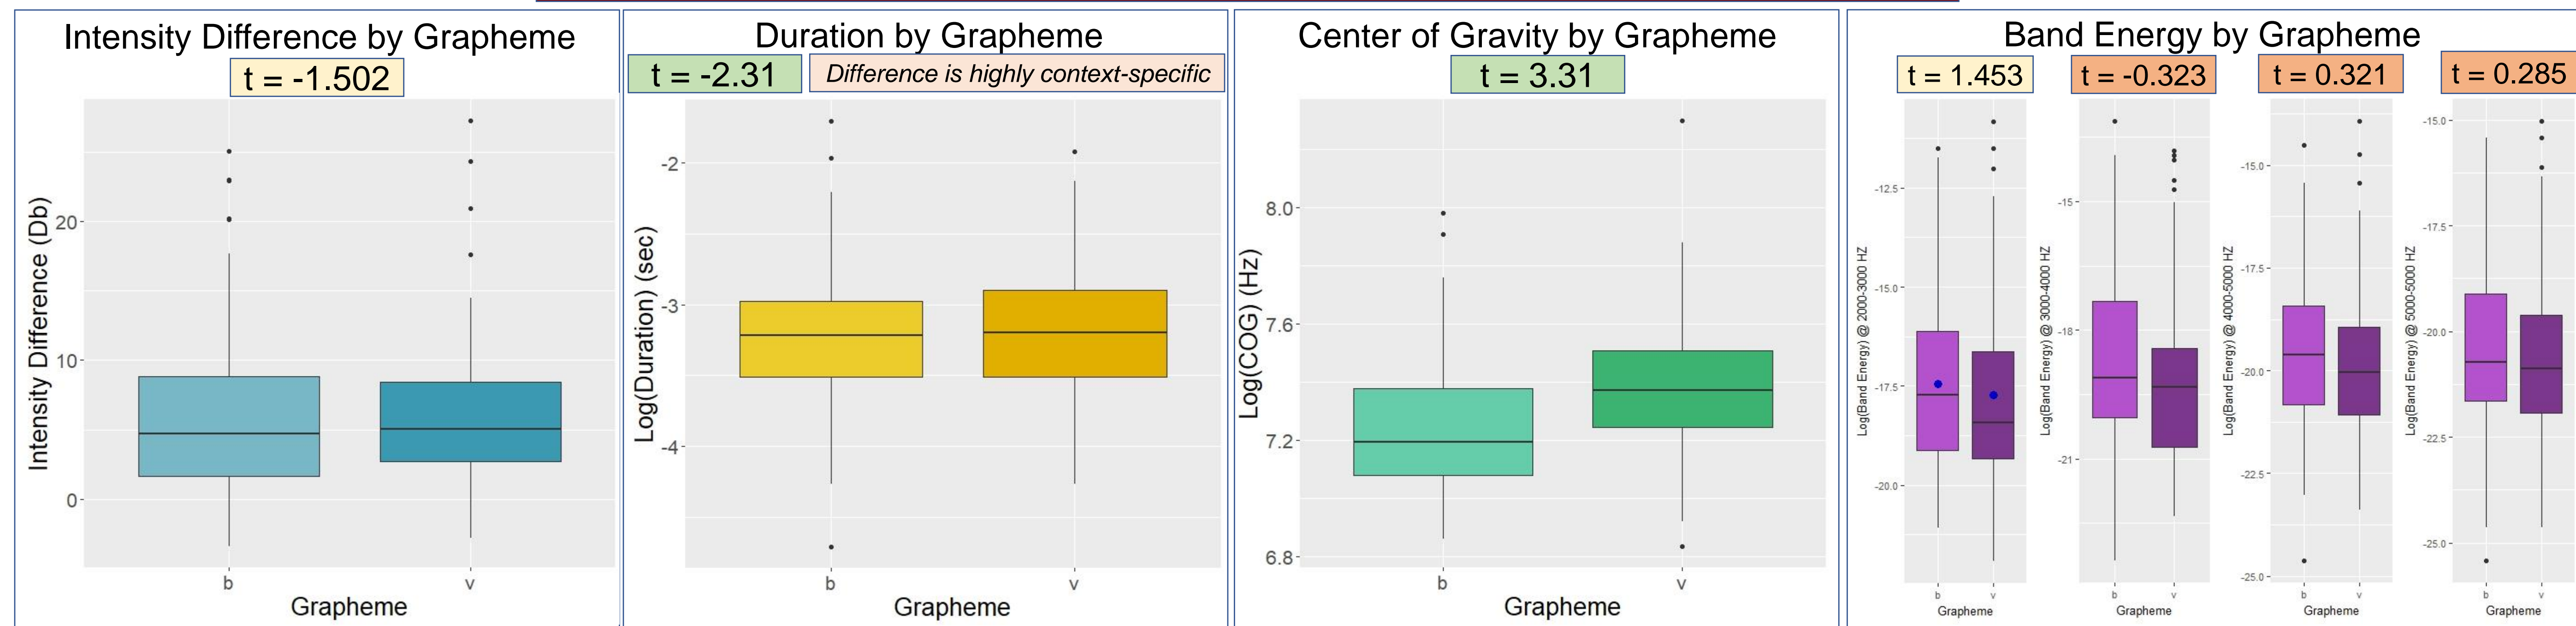 Intensity Difference by Grapheme
t = -1.502
Intensity Difference (Db)
20
10
0
b
v
Grapheme
Duration by Grapheme
t = -2.31
Difference is highly context-specific
Log(Duration) (sec)
-2
-3
-4
b
v
Grapheme
Center of Gravity by Grapheme
t = 3.31
Log(COG) (Hz)
8.0
7.6
7.2
6.8
b
v
Grapheme
Band Energy by Grapheme
t = 1.453
Log(Band Energy) @ 2000-3000 HZ
-12.5
-15.0
-17.5
-20.0
b
v
Grapheme
t = -0.323
Log(Band Energy) @ 3000-4000 HZ
-15
-18
-21
b
v
Grapheme
t = 0.321
Log(Band Energy) @ 4000-5000 HZ
-15.0
-17.5
-20.0
-22.5
-25.0
b
v
Grapheme
t = 0.285
Log(Band Energy) @ 5000-5000 HZ
-15.0
-17.5
-20.0
-22.5
-25.0
b
v
Grapheme